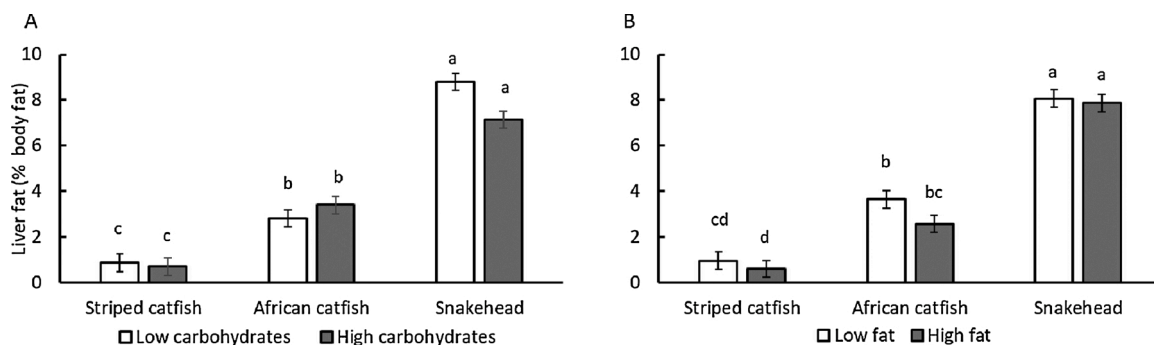 A
Liver fat (% body fat)
10
8
6
4
2
0
c
c
b
b
a
a
Striped catfish
African catfish
Snakehead
Low carbohydrates
High carbohydrates
B
10
8
6
4
2
0
cd
d
b
bc
a
a
Striped catfish
African catfish
Snakehead
Low fat
High fat